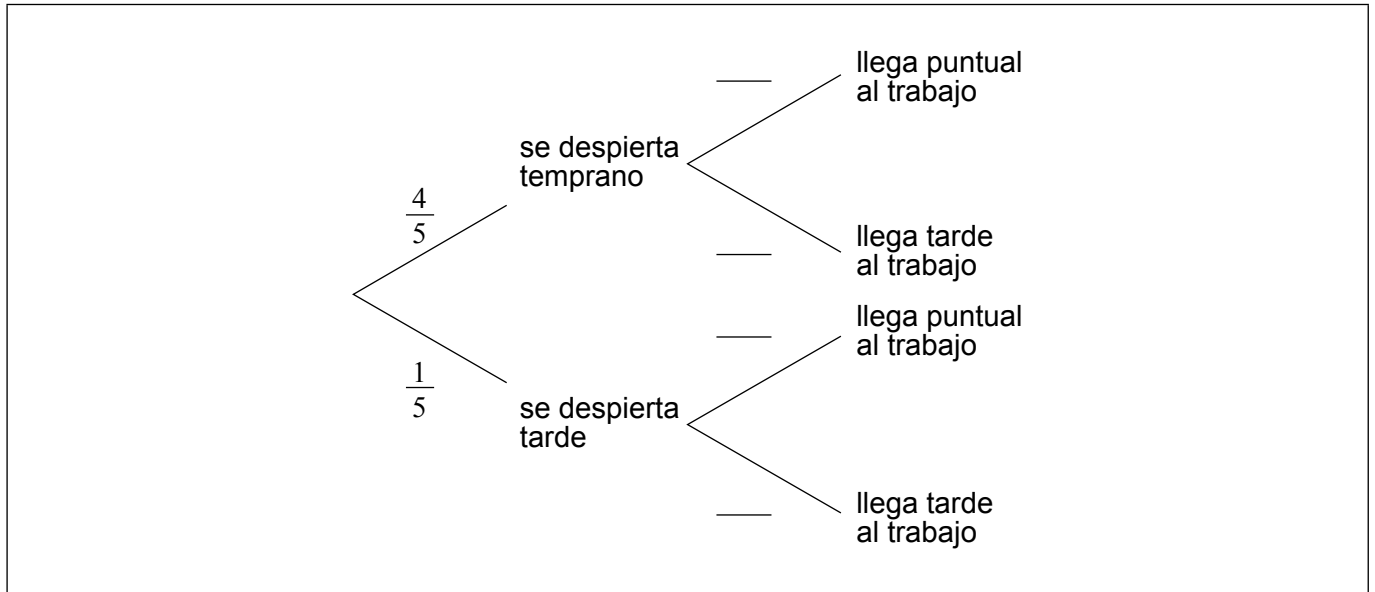 llega puntual
al trabajo
se despierta
temprano
4
5
llega tarde
al trabajo
llega puntual
al trabajo
1
5
se despierta
tarde
llega tarde
al trabajo